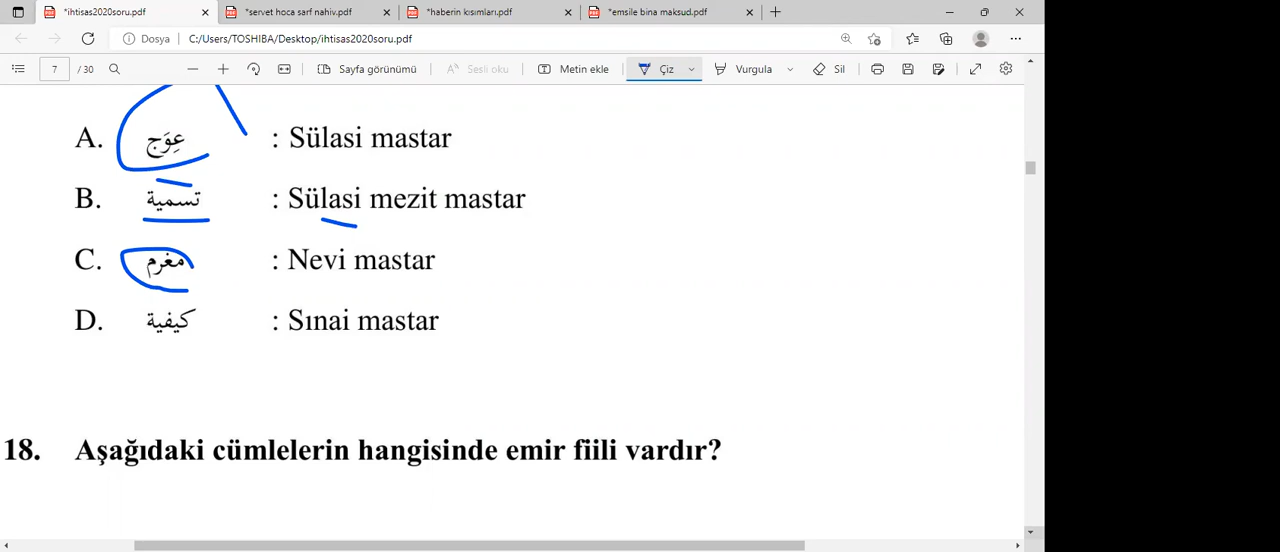 *ihtisas2020soru.pdf
*servet hoca sarf nahiv.pdf
*haberin kısımları.pdf
*emsile bina maksud.pdf
Dosya C:/Users/TOSHIBA/Desktop/ihtisas2020soru.pdf
7 / 30 Sayfa görünümü Sesli oku Metin ekle Çiz Vurgula Sil
A. عِوَج : Sülasi mastar
B. تسمية : Sülasi mezit mastar
C. مغرم : Nevi mastar
D. كيفية : Sınai mastar
18. Aşağıdaki cümlelerin hangisinde emir fiili vardır?